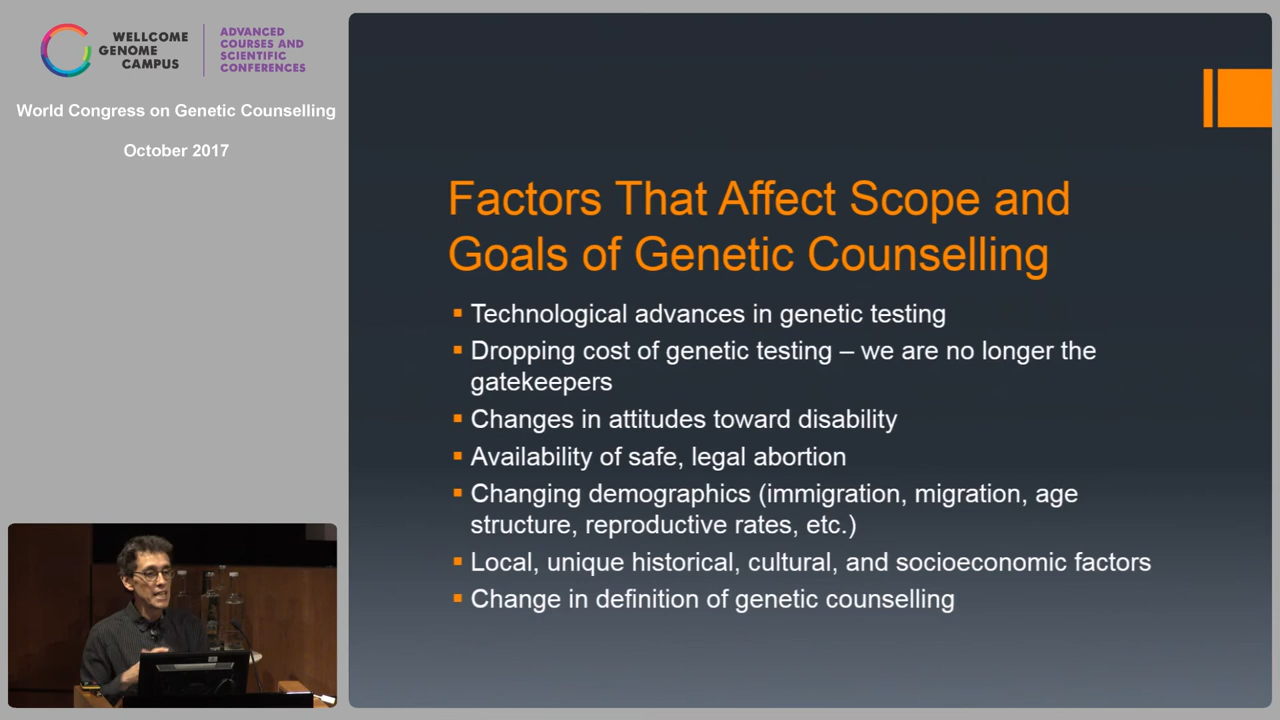 WELLCOME
GENOME
CAMPUS
ADVANCED
COURSES AND
SCIENTIFIC
CONFERENCES
World Congress on Genetic Counselling
October 2017
Factors That Affect Scope and
Goals of Genetic Counselling
Technological advances in genetic testing
Dropping cost of genetic testing – we are no longer the
gatekeepers
Changes in attitudes toward disability
Availability of safe, legal abortion
Changing demographics (immigration, migration, age
structure, reproductive rates, etc.)
Local, unique historical, cultural, and socioeconomic factors
Change in definition of genetic counselling